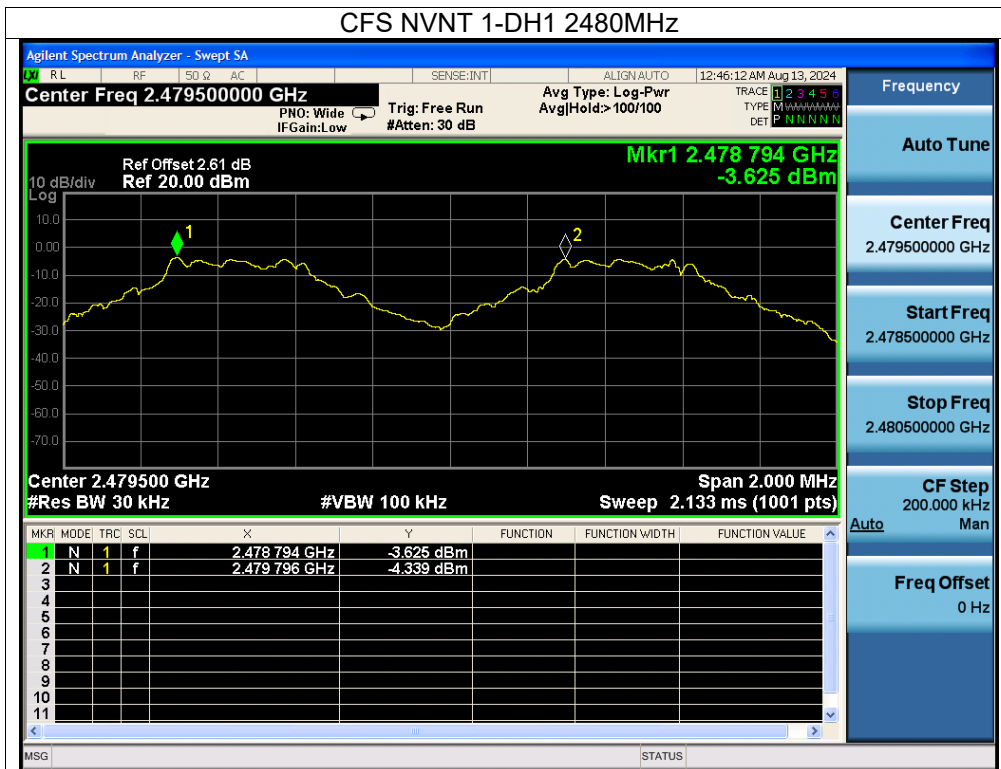 CFS NVNT 1-DH1 2480MHz
Agilent Spectrum Analyzer - Swept SA
LXI RL RF 50 Ω AC SENSE:INT ALIGN AUTO 12:46:12 AM Aug 13, 2024
Center Freq 2.479500000 GHz
PNO: Wide
IFGain:Low
Trig: Free Run
#Atten: 30 dB
Avg Type: Log-Pwr
Avg|Hold:>100/100
TRACE 1 2 3 4 5 6
TYPE M WWWWW
DET P N N N N N
Mkr1 2.478 794 GHz
-3.625 dBm
Ref Offset 2.61 dB
10 dB/div Ref 20.00 dBm
Log
10.0
0.00
-10.0
-20.0
-30.0
-40.0
-50.0
-60.0
-70.0
1
2
Center 2.479500 GHz Span 2.000 MHz
#Res BW 30 kHz #VBW 100 kHz Sweep 2.133 ms (1001 pts)
MKR MODE TRC SCL X Y FUNCTION FUNCTION WIDTH FUNCTION VALUE
1 N 1 f 2.478 794 GHz -3.625 dBm
2 N 1 f 2.479 796 GHz -4.339 dBm
3
4
5
6
7
8
9
10
11
MSG STATUS
Frequency
Auto Tune
Center Freq
2.479500000 GHz
Start Freq
2.478500000 GHz
Stop Freq
2.480500000 GHz
CF Step
200.000 kHz
Auto Man
Freq Offset
0 Hz